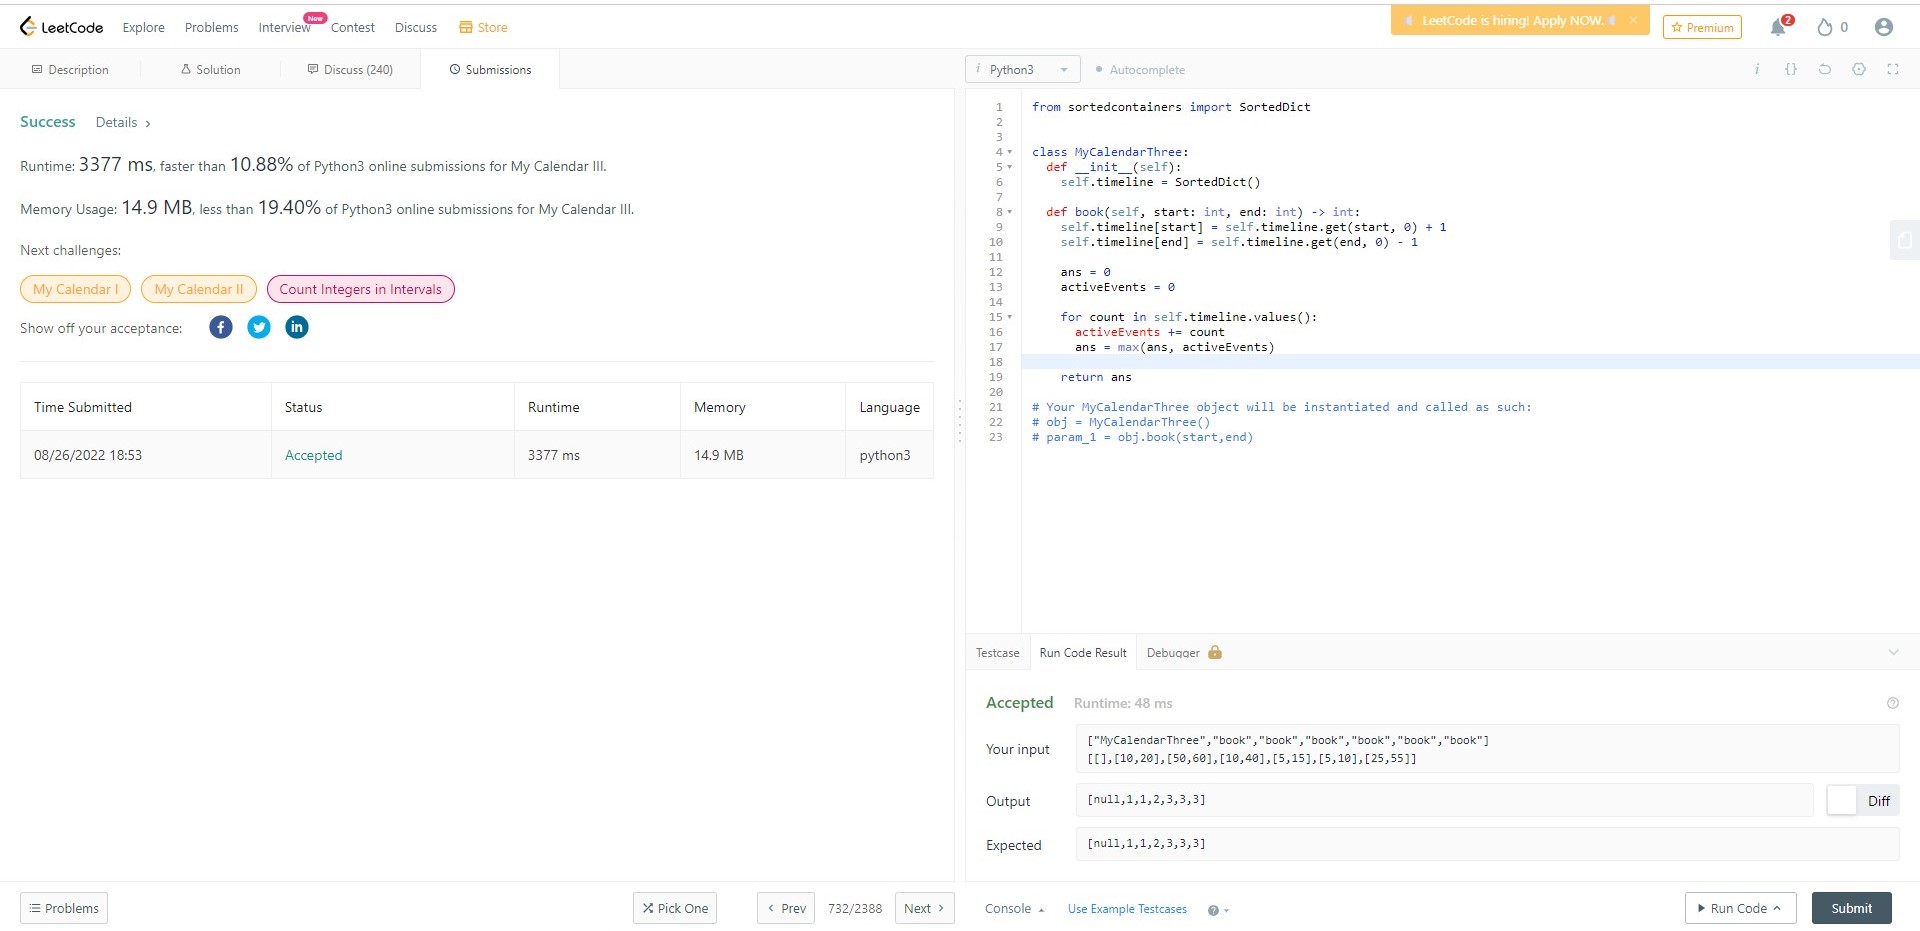 LeetCode Explore Problems Interview New Contest Discuss Store LeetCode is hiring! Apply NOW. × Premium 2 0
Description Solution Discuss (240) Submissions
i Python3 Autocomplete i {}
Success Details >
Runtime: 3377 ms, faster than 10.88% of Python3 online submissions for My Calendar III.
Memory Usage: 14.9 MB, less than 19.40% of Python3 online submissions for My Calendar III.
Next challenges:
My Calendar I My Calendar II Count Integers in Intervals
Show off your acceptance: f in
Time Submitted Status Runtime Memory Language
08/26/2022 18:53 Accepted 3377 ms 14.9 MB python3
1 from sortedcontainers import SortedDict
2
3
4 class MyCalendarThree:
5 def __init__(self):
6 self.timeline = SortedDict()
7
8 def book(self, start: int, end: int) -> int:
9 self.timeline[start] = self.timeline.get(start, 0) + 1
10 self.timeline[end] = self.timeline.get(end, 0) - 1
11
12 ans = 0
13 activeEvents = 0
14
15 for count in self.timeline.values():
16 activeEvents += count
17 ans = max(ans, activeEvents)
18
19 return ans
20
21 # Your MyCalendarThree object will be instantiated and called as such:
22 # obj = MyCalendarThree()
23 # param_1 = obj.book(start,end)
Testcase Run Code Result Debugger
Accepted Runtime: 48 ms
Your input
["MyCalendarThree","book","book","book","book","book","book"]
[[],[10,20],[50,60],[10,40],[5,15],[5,10],[25,55]]
Output [null,1,1,2,3,3,3] Diff
Expected [null,1,1,2,3,3,3]
Problems Pick One < Prev 732/2388 Next > Console Use Example Testcases ? Run Code Submit